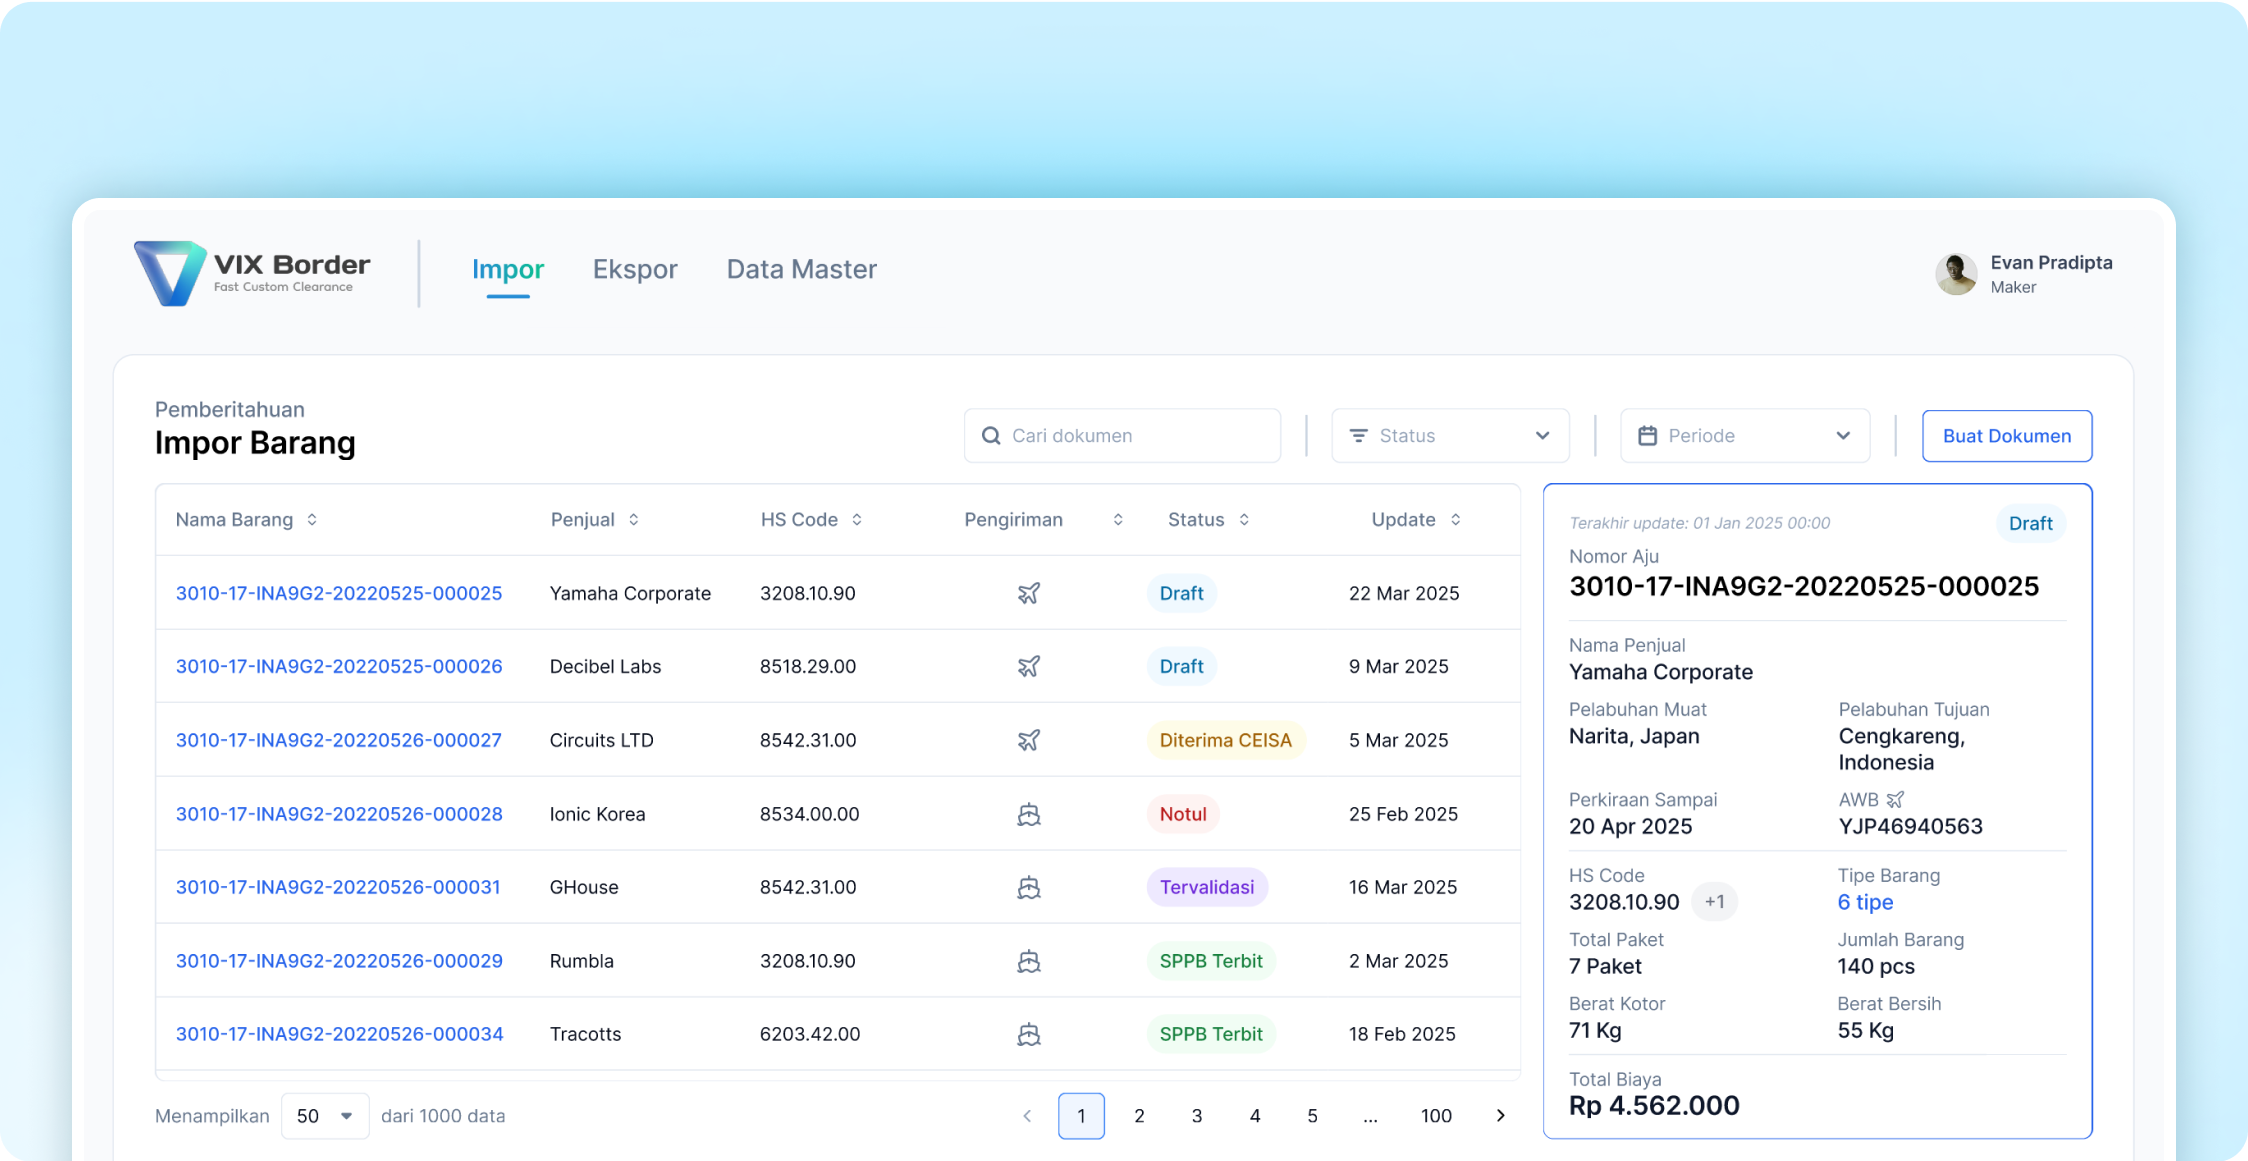 VIX Border
Fast Custom Clearance
Impor
Ekspor
Data Master
Evan Pradipta
Maker
Pemberitahuan
Impor Barang
Cari dokumen
Status
Periode
Buat Dokumen
Nama Barang
Penjual
HS Code
Pengiriman
Status
Update
3010-17-INA9G2-20220525-000025 Yamaha Corporate 3208.10.90 Draft 22 Mar 2025
3010-17-INA9G2-20220525-000026 Decibel Labs 8518.29.00 Draft 9 Mar 2025
3010-17-INA9G2-20220526-000027 Circuits LTD 8542.31.00 Diterima CEISA 5 Mar 2025
3010-17-INA9G2-20220526-000028 Ionic Korea 8534.00.00 Notul 25 Feb 2025
3010-17-INA9G2-20220526-000031 GHouse 8542.31.00 Tervalidasi 16 Mar 2025
3010-17-INA9G2-20220526-000029 Rumbla 3208.10.90 SPPB Terbit 2 Mar 2025
3010-17-INA9G2-20220526-000034 Tracotts 6203.42.00 SPPB Terbit 18 Feb 2025
Menampilkan 50 dari 1000 data
1 2 3 4 5 ... 100
Terakhir update: 01 Jan 2025 00:00
Draft
Nomor Aju
3010-17-INA9G2-20220525-000025
Nama Penjual
Yamaha Corporate
Pelabuhan Muat
Narita, Japan
Pelabuhan Tujuan
Cengkareng,
Indonesia
Perkiraan Sampai
20 Apr 2025
AWB
YJP46940563
HS Code
3208.10.90 +1
Tipe Barang
6 tipe
Total Paket
7 Paket
Jumlah Barang
140 pcs
Berat Kotor
71 Kg
Berat Bersih
55 Kg
Total Biaya
Rp 4.562.000